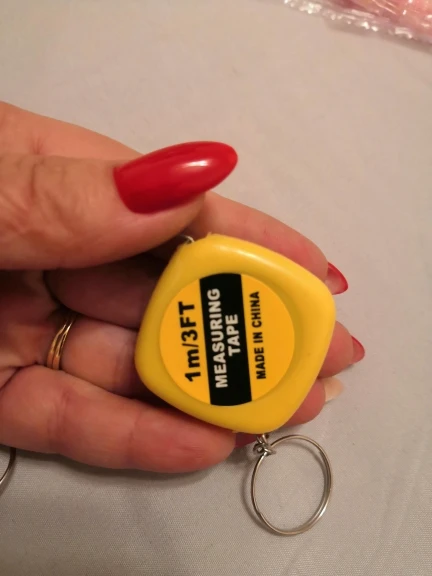 1m/3FT
MEASURING
TAPE
MADE IN CHINA